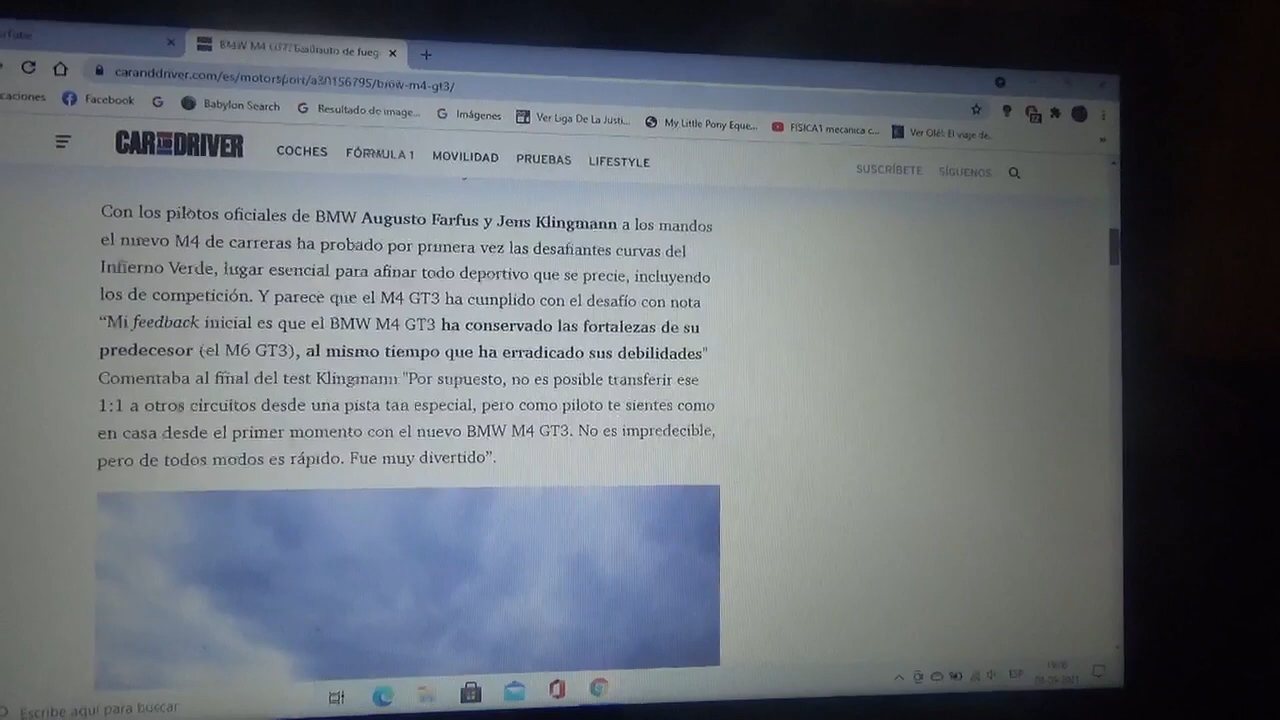 BMW M4 GT3: Bautismo de fueg
caranddriver.com/es/motorsport/a30156795/bmw-m4-gt3/
caciones Facebook G Babylon Search Resultado de image... Imágenes Ver Liga De La Justi... My Little Pony Eque... FISICA1 mecanica c... Ver Olé!: El viaje de...
CAR AND DRIVER COCHES FÓRMULA 1 MOVILIDAD PRUEBAS LIFESTYLE SUSCRÍBETE SÍGUENOS
Con los pilotos oficiales de BMW Augusto Farfus y Jens Klingmann a los mandos
el nuevo M4 de carreras ha probado por primera vez las desafiantes curvas del
Infierno Verde, lugar esencial para afinar todo deportivo que se precie, incluyendo
los de competición. Y parece que el M4 GT3 ha cumplido con el desafío con nota
“Mi feedback inicial es que el BMW M4 GT3 ha conservado las fortalezas de su
predecesor (el M6 GT3), al mismo tiempo que ha erradicado sus debilidades"
Comentaba al final del test Klingmann "Por supuesto, no es posible transferir ese
1:1 a otros circuitos desde una pista tan especial, pero como piloto te sientes como
en casa desde el primer momento con el nuevo BMW M4 GT3. No es impredecible,
pero de todos modos es rápido. Fue muy divertido”.
Escribe aquí para buscar
ESP